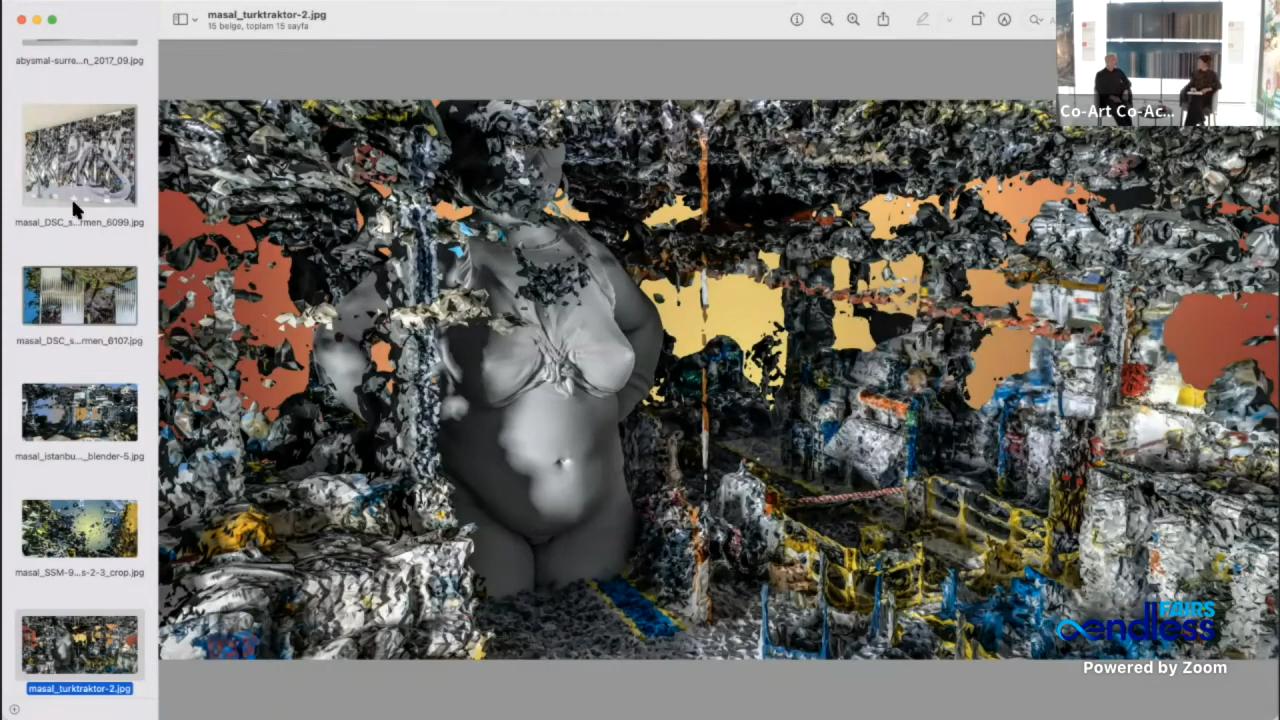 masal_turktraktor-2.jpg
15 belge, toplam 15 sayfa
abysmal-surre...n_2017_09.jpg
masal_DSC_s...rmen_6099.jpg
masal_DSC_s...rmen_6107.jpg
masal_istanbu..._blender-5.jpg
masal_SSM-9...s-2-3_crop.jpg
masal_turktraktor-2.jpg
Co-Art Co-Ac...
FAIRS
endless
Powered by Zoom